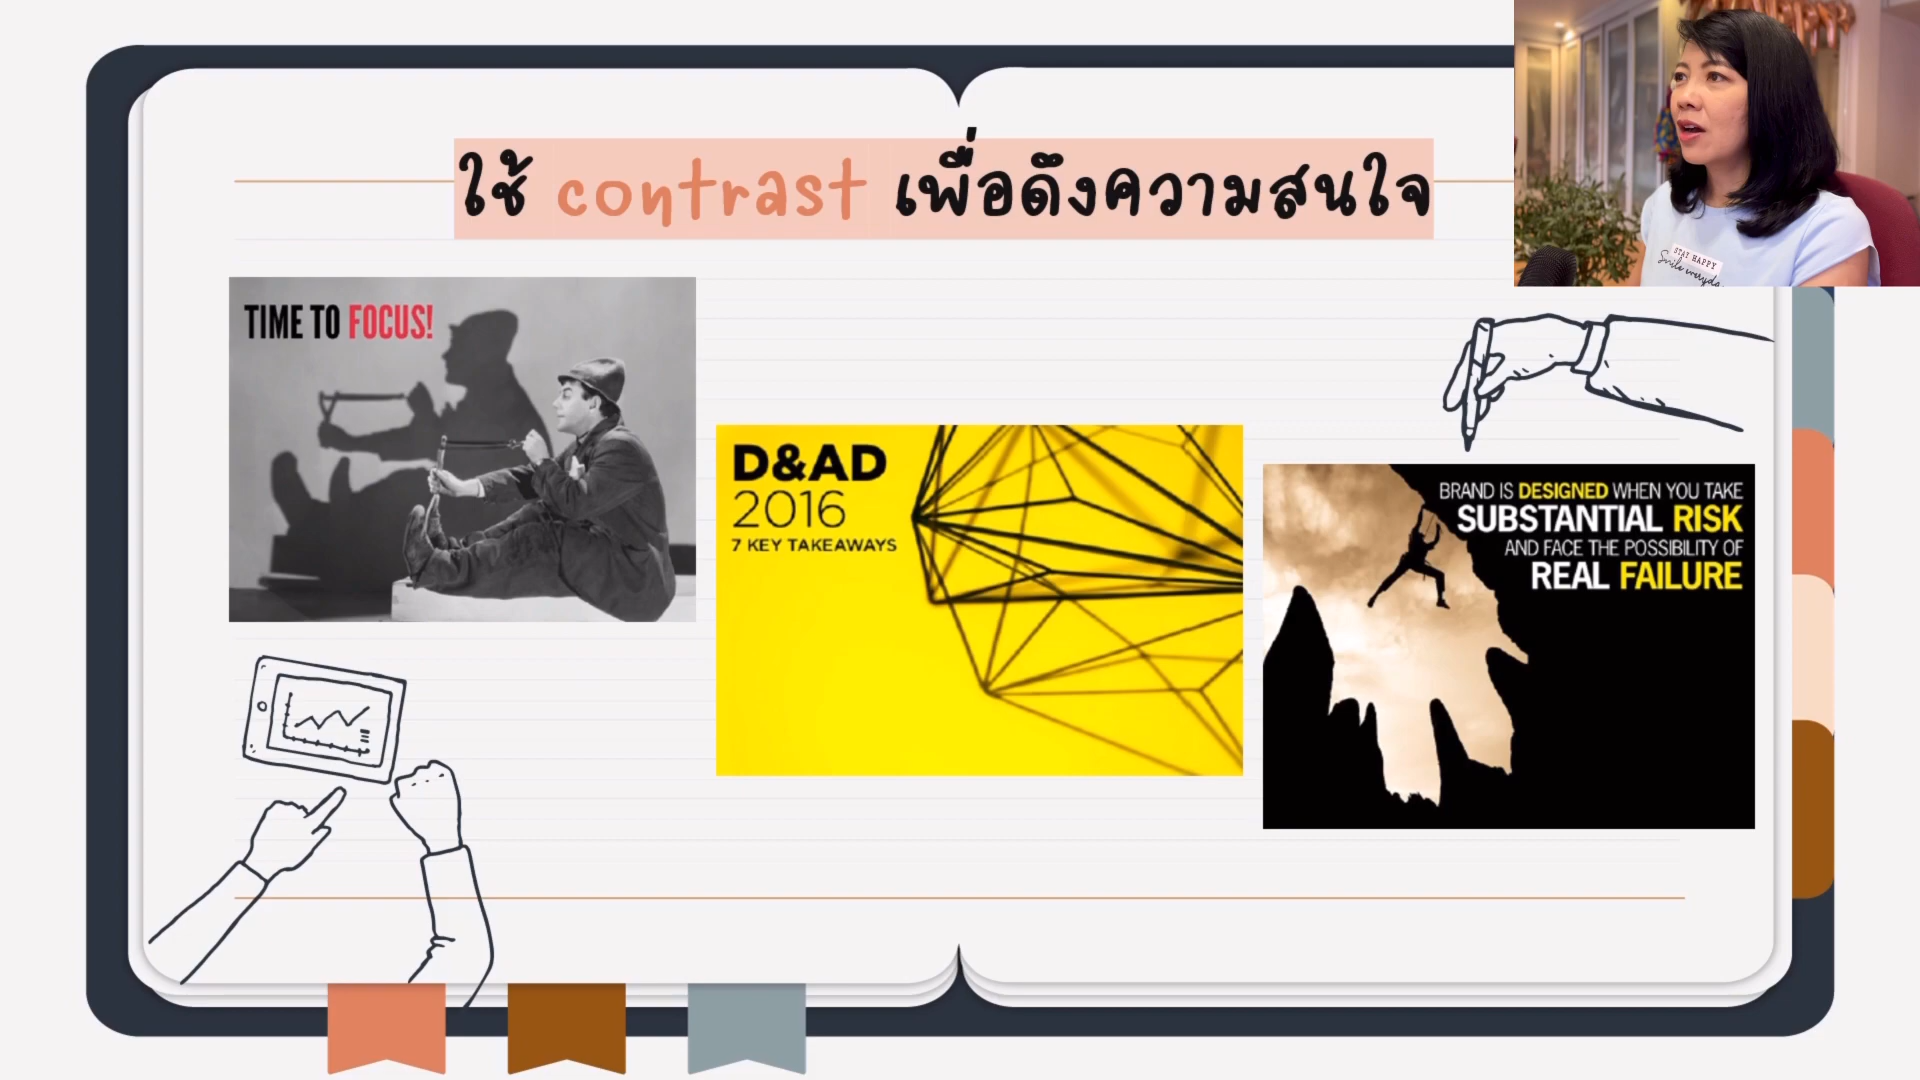 ใช้ contrast เพื่อดึงความสนใจ
TIME TO FOCUS!
D&AD
2016
7 KEY TAKEAWAYS
BRAND IS DESIGNED WHEN YOU TAKE
SUBSTANTIAL RISK
AND FACE THE POSSIBILITY OF
REAL FAILURE
STAY HAPPY